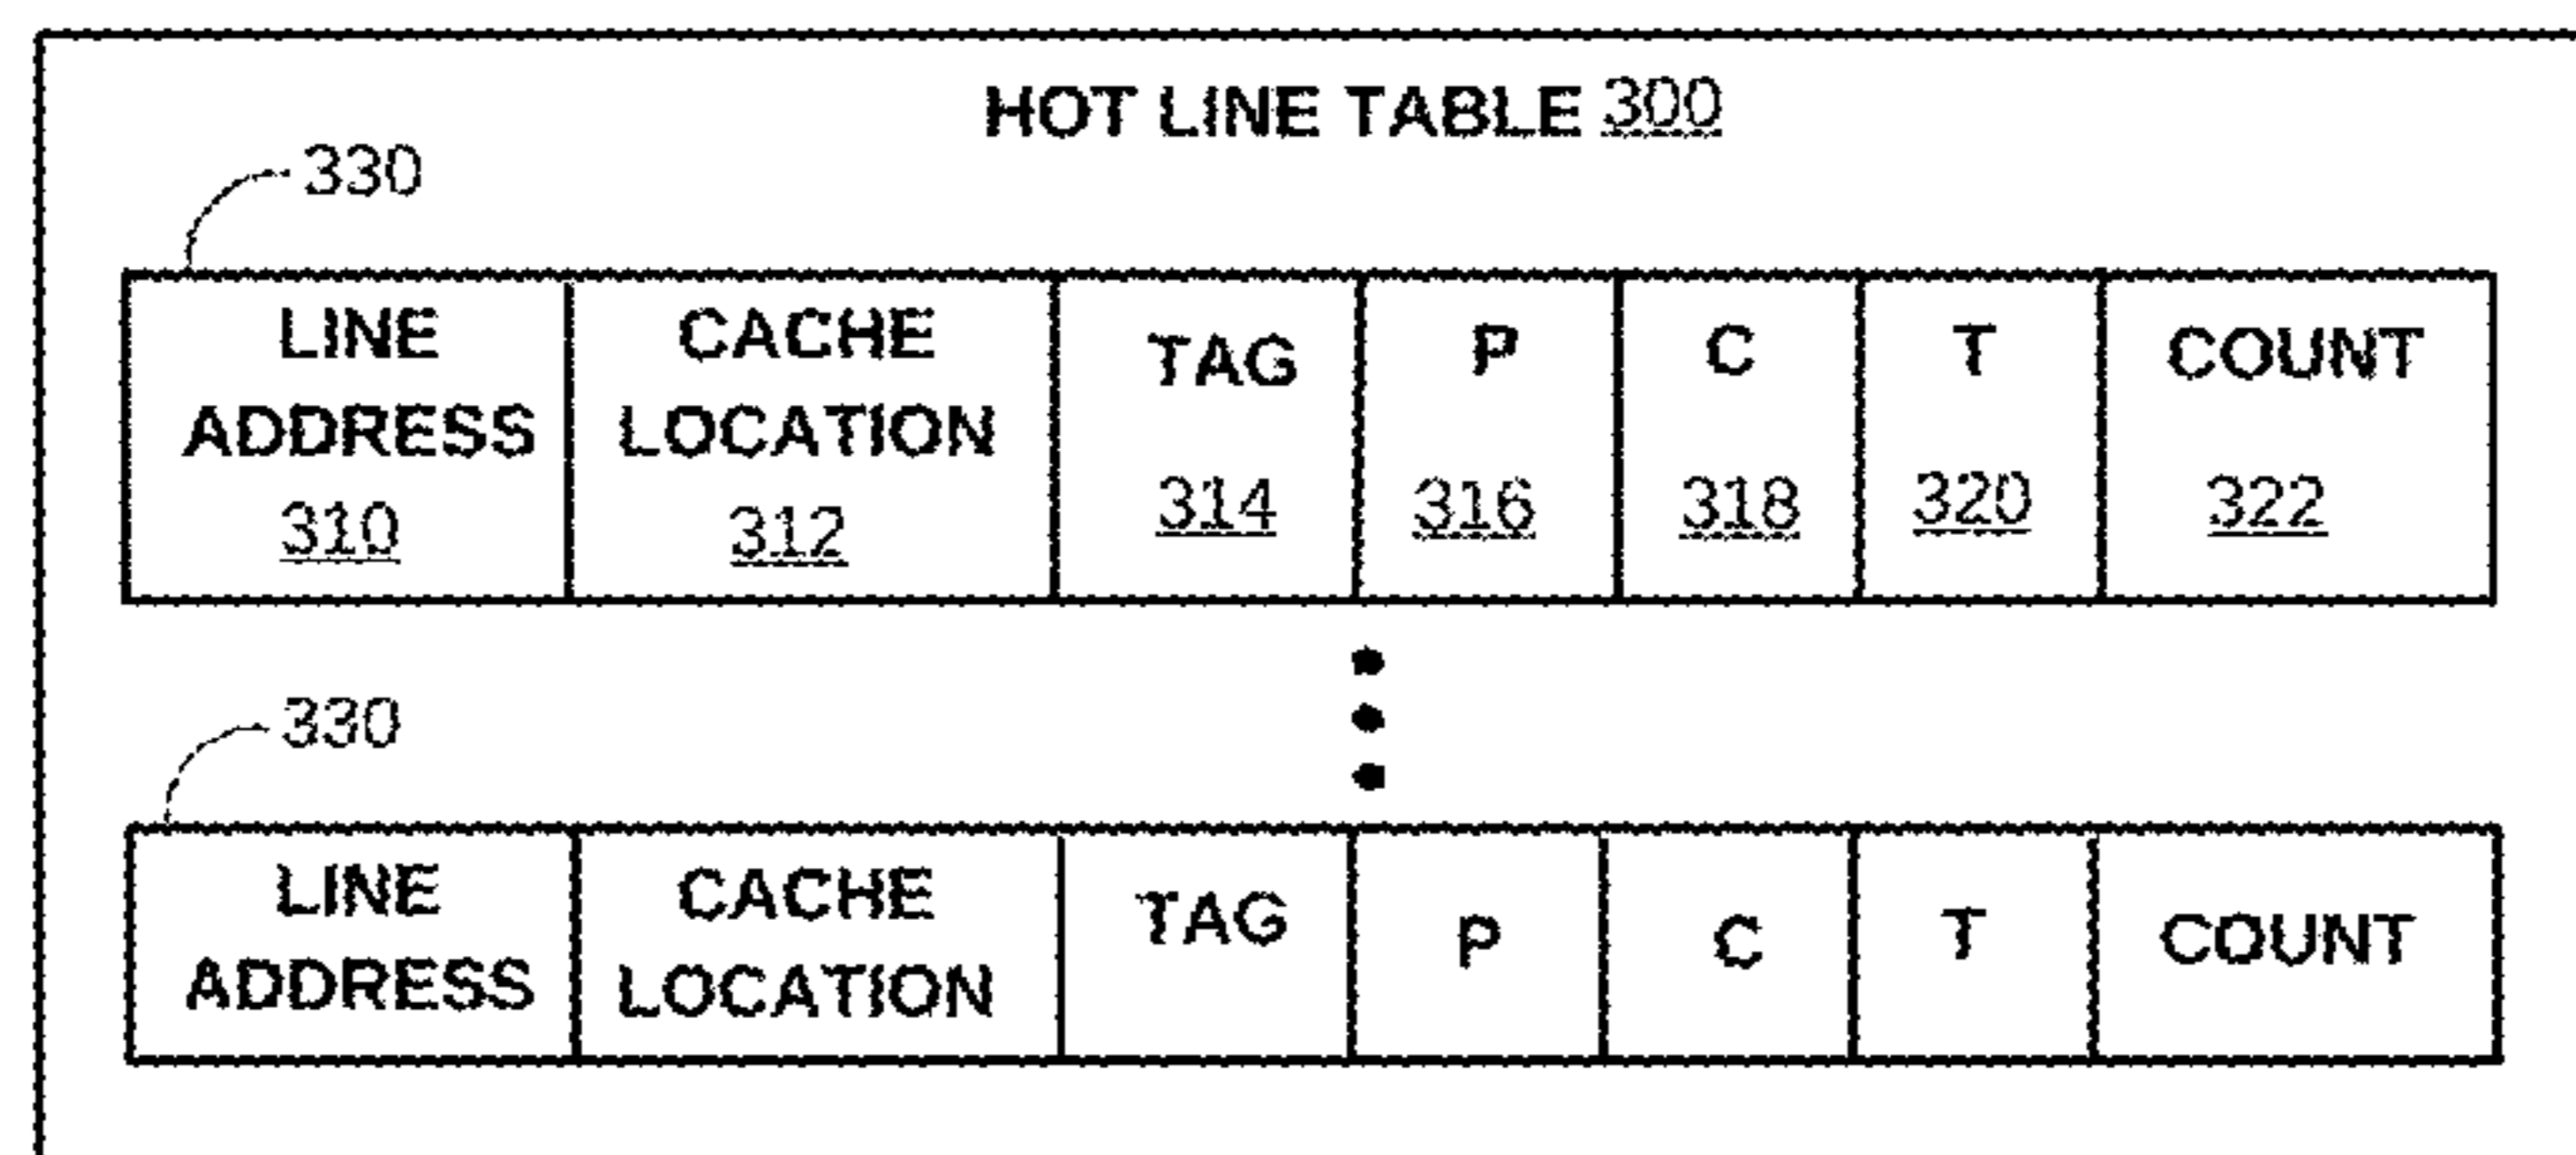 HOT LINE TABLE 300
330
LINE ADDRESS 310
CACHE LOCATION 312
TAG 314
P 316
C 318
T 320
COUNT 322
330
LINE ADDRESS
CACHE LOCATION
TAG
P
C
T
COUNT